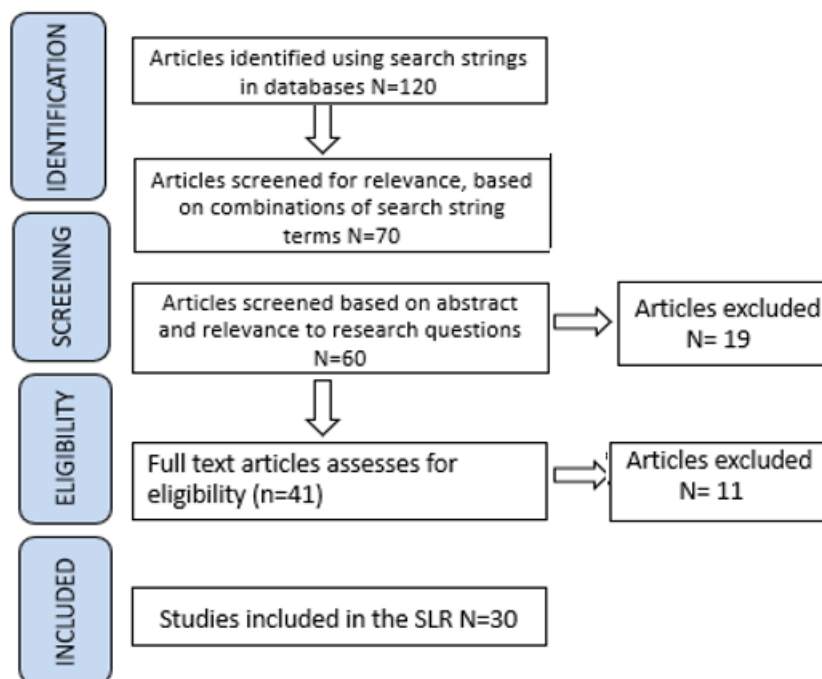 IDENTIFICATION
Articles identified using search strings
in databases N=120
Articles screened for relevance, based
on combinations of search string
terms N=70
SCREENING
Articles screened based on abstract
and relevance to research questions
N=60
Articles excluded
N= 19
ELIGIBILITY
Full text articles assesses for
eligibility (n=41)
Articles excluded
N= 11
INCLUDED
Studies included in the SLR N=30